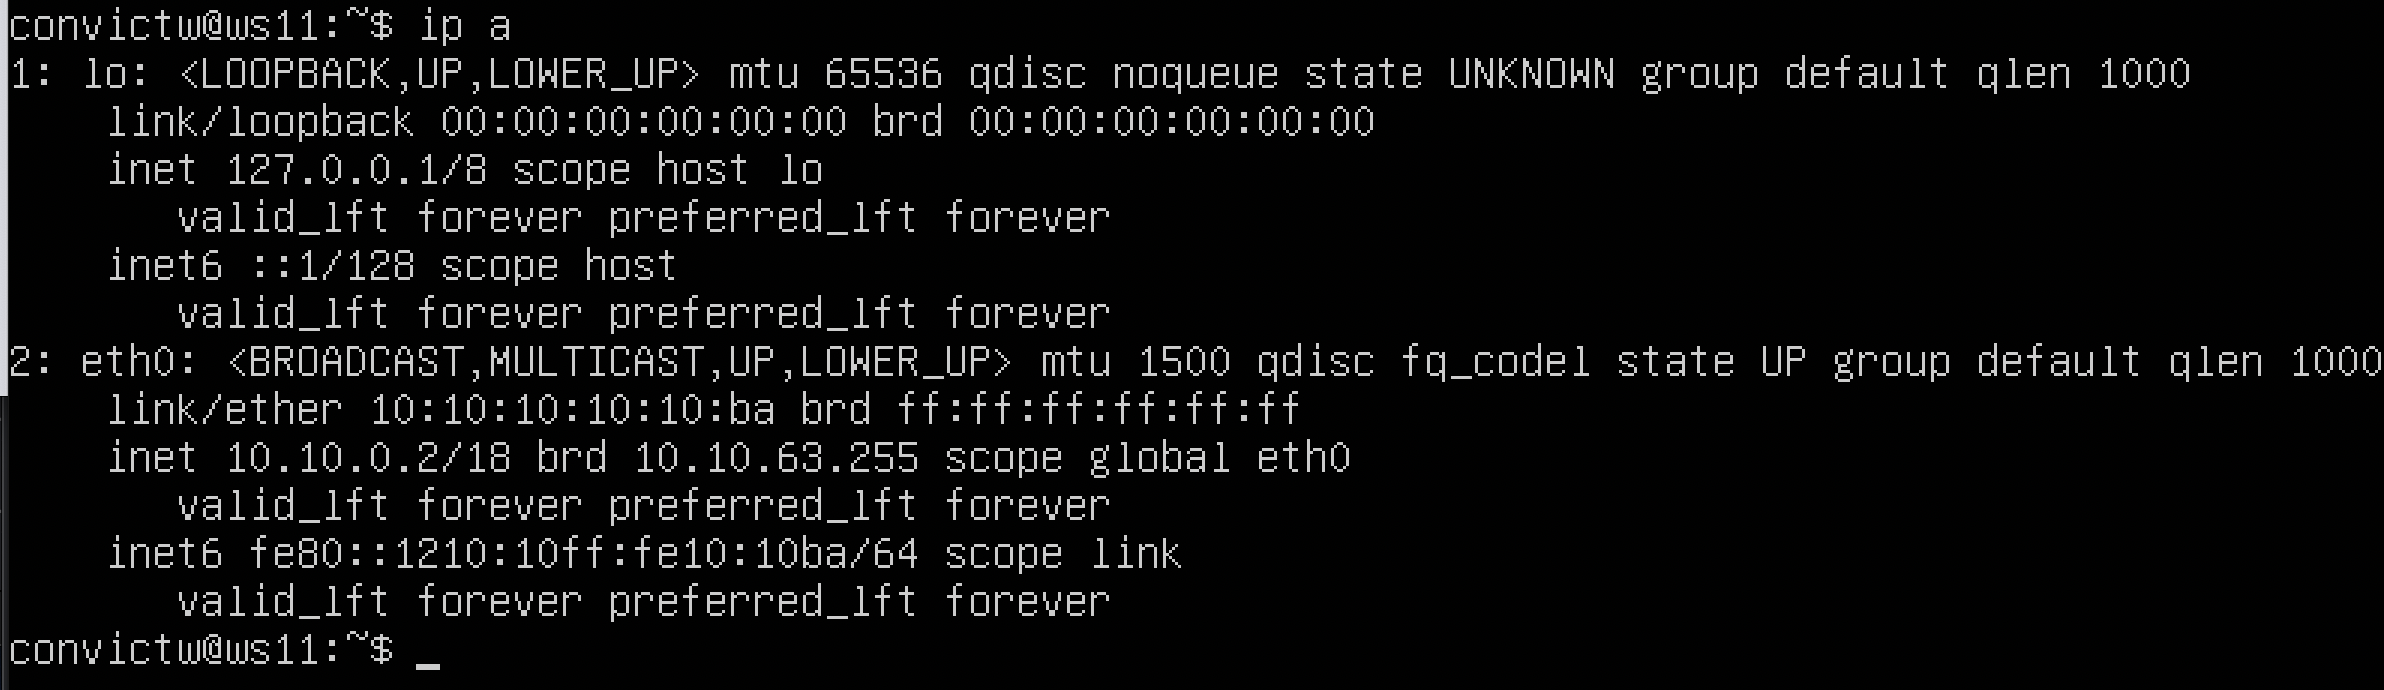 convictw@ws11:~$ ip a
1: lo: <LOOPBACK,UP,LOWER_UP> mtu 65536 qdisc noqueue state UNKNOWN group default qlen 1000
    link/loopback 00:00:00:00:00:00 brd 00:00:00:00:00:00
    inet 127.0.0.1/8 scope host lo
       valid_lft forever preferred_lft forever
    inet6 ::1/128 scope host
       valid_lft forever preferred_lft forever
2: eth0: <BROADCAST,MULTICAST,UP,LOWER_UP> mtu 1500 qdisc fq_codel state UP group default qlen 1000
    link/ether 10:10:10:10:10:ba brd ff:ff:ff:ff:ff:ff
    inet 10.10.0.2/18 brd 10.10.63.255 scope global eth0
       valid_lft forever preferred_lft forever
    inet6 fe80::1210:10ff:fe10:10ba/64 scope link
       valid_lft forever preferred_lft forever
convictw@ws11:~$ _